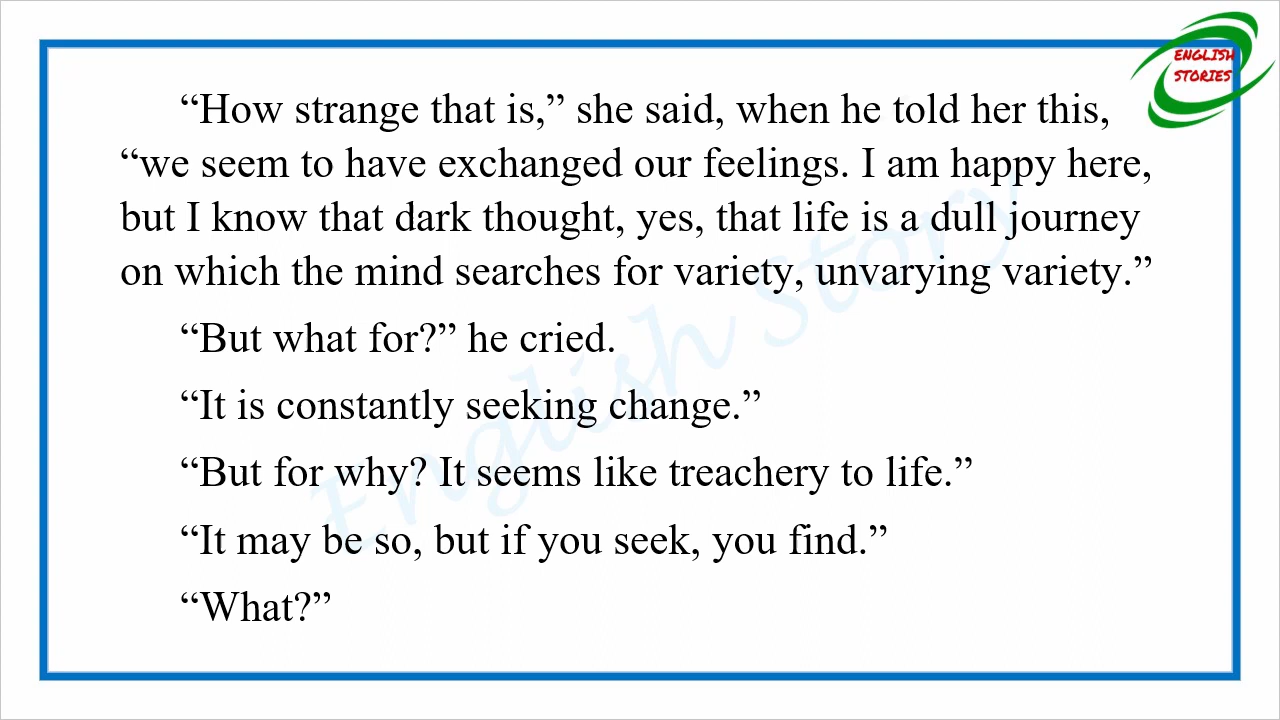 ENGLISH
STORIES
“How strange that is,” she said, when he told her this,
“we seem to have exchanged our feelings. I am happy here,
but I know that dark thought, yes, that life is a dull journey
on which the mind searches for variety, unvarying variety.”
“But what for?” he cried.
“It is constantly seeking change.”
“But for why? It seems like treachery to life.”
“It may be so, but if you seek, you find.”
“What?”
English Story